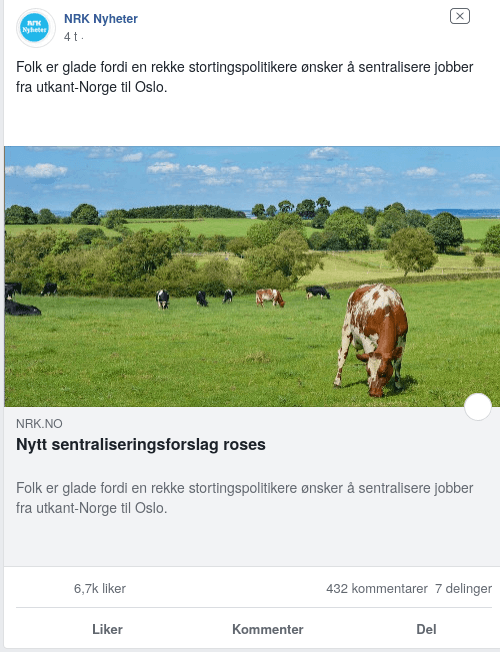 NRK
Nyheter
NRK Nyheter
4 t ·
Folk er glade fordi en rekke stortingspolitikere ønsker å sentralisere jobber
fra utkant-Norge til Oslo.
NRK.NO
Nytt sentraliseringsforslag roses
Folk er glade fordi en rekke stortingspolitikere ønsker å sentralisere jobber
fra utkant-Norge til Oslo.
6,7k liker 432 kommentarer 7 delinger
Liker Kommenter Del